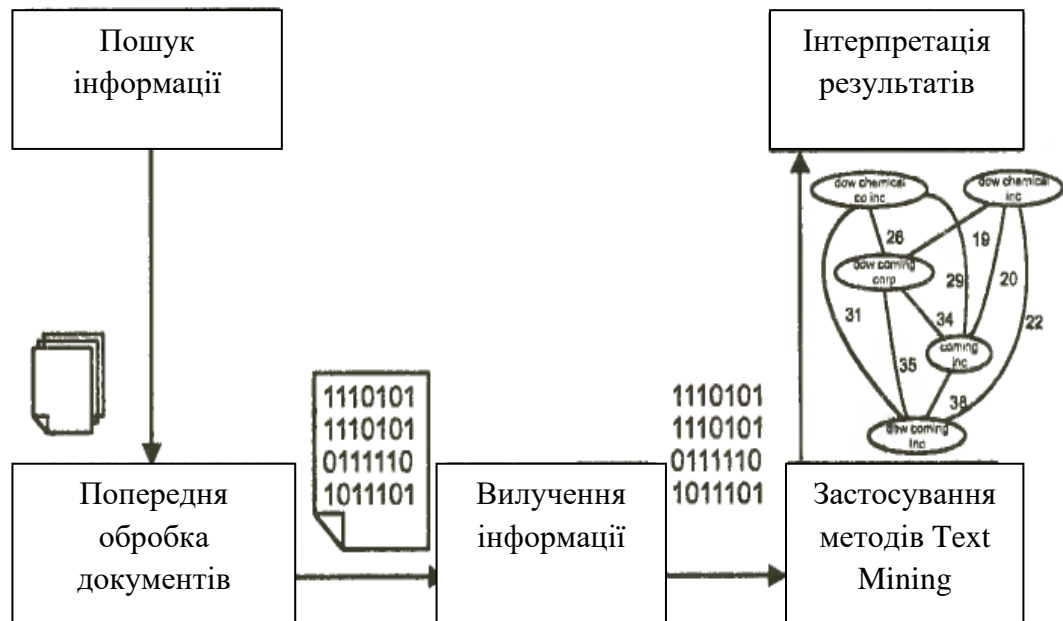 Пошук
інформації
Інтерпретація
результатів
dow chemical
co inc
dow chemical
inc
26
19
dow corning
corp
29
20
31
34
22
corning
inc
35
38
dow corning
inc
1110101
1110101
0111110
1011101
1110101
1110101
0111110
1011101
Попередня
обробка
документів
Вилучення
інформації
Застосування
методів Text
Mining